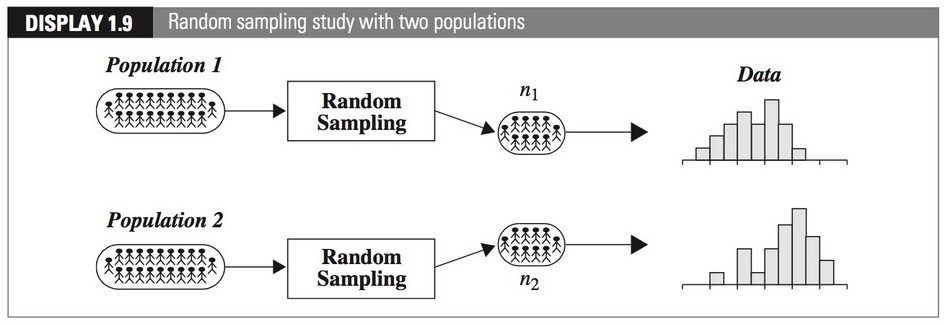 DISPLAY 1.9 Random sampling study with two populations
Population 1
Random
Sampling
n1
Data
Population 2
Random
Sampling
n2